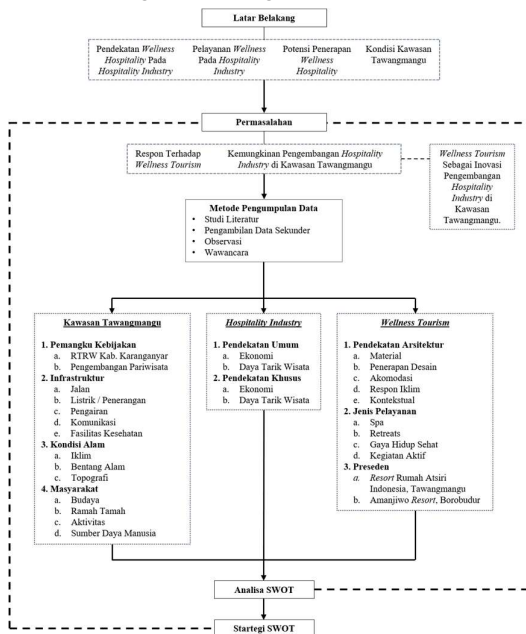 Latar Belakang
Pendekatan Wellness
Hospitality Pada
Hospitality Industry
Pelayanan Wellness
Pada Hospitality
Industry
Potensi Penerapan
Wellness
Hospitality
Kondisi Kawasan
Tawangmangu
Permasalahan
Respon Terhadap
Wellness Tourism
Kemungkinan Pengembangan Hospitality
Industry di Kawasan Tawangmangu
Wellness Tourism
Sebagai Inovasi
Pengembangan
Hospitality
Industry di
Kawasan
Tawangmangu.
Metode Pengumpulan Data
• Studi Literatur
• Pengambilan Data Sekunder
• Observasi
• Wawancara
Kawasan Tawangmangu
1. Pemangku Kebijakan
a. RTRW Kab. Karanganyar
b. Pengembangan Pariwisata
2. Infrastruktur
a. Jalan
b. Listrik / Penerangan
c. Pengairan
d. Komunikasi
e. Fasilitas Kesehatan
3. Kondisi Alam
a. Iklim
b. Bentang Alam
c. Topografi
4. Masyarakat
a. Budaya
b. Ramah Tamah
c. Aktivitas
d. Sumber Daya Manusia
Hospitality Industry
1. Pendekatan Umum
a. Ekonomi
b. Daya Tarik Wisata
2. Pendekatan Khusus
a. Ekonomi
b. Daya Tarik Wisata
Wellness Tourism
1. Pendekatan Arsitektur
a. Material
b. Penerapan Desain
c. Akomodasi
d. Respon Iklim
e. Kontekstual
2. Jenis Pelayanan
a. Spa
b. Retreats
c. Gaya Hidup Sehat
d. Kegiatan Aktif
3. Preseden
a. Resort Rumah Atsiri
Indonesia, Tawangmangu
b. Amanjiwo Resort, Borobudur
Analisa SWOT
Startegi SWOT